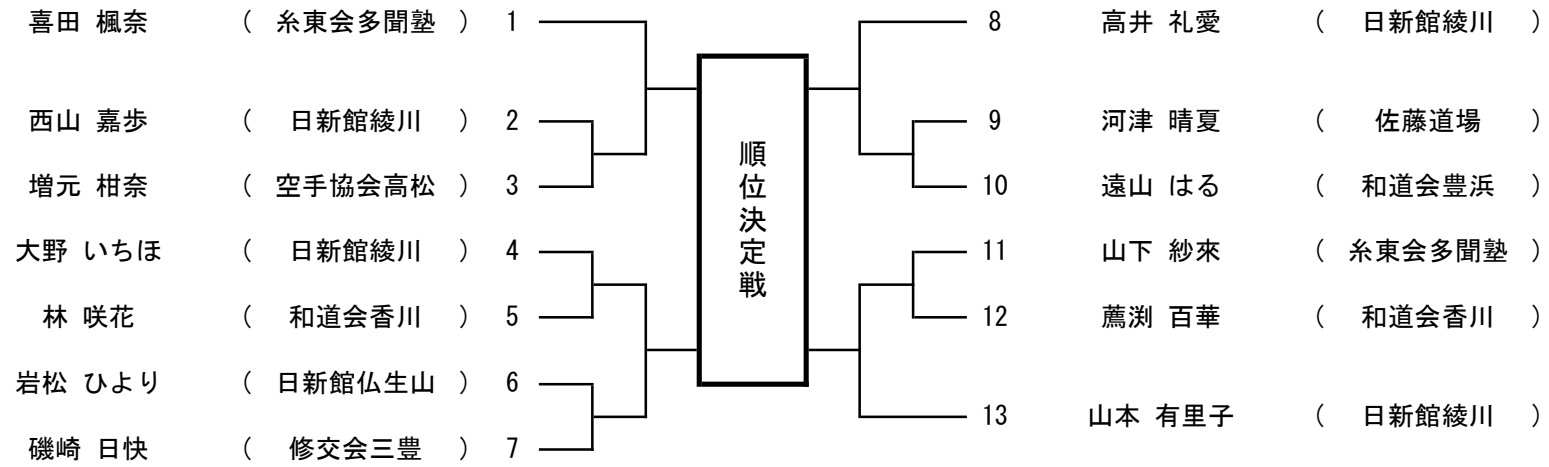 喜田 楓奈 ( 糸東会多聞塾 ) 1
西山 嘉歩 ( 日新館綾川 ) 2
増元 柑奈 ( 空手協会高松 ) 3
大野 いちほ ( 日新館綾川 ) 4
林 咲花 ( 和道会香川 ) 5
岩松 ひより ( 日新館仏生山 ) 6
磯崎 日快 ( 修交会三豊 ) 7
順位決定戦
8 高井 礼愛 ( 日新館綾川 )
9 河津 晴夏 ( 佐藤道場 )
10 遠山 はる ( 和道会豊浜 )
11 山下 紗來 ( 糸東会多聞塾 )
12 薦渕 百華 ( 和道会香川 )
13 山本 有里子 ( 日新館綾川 )